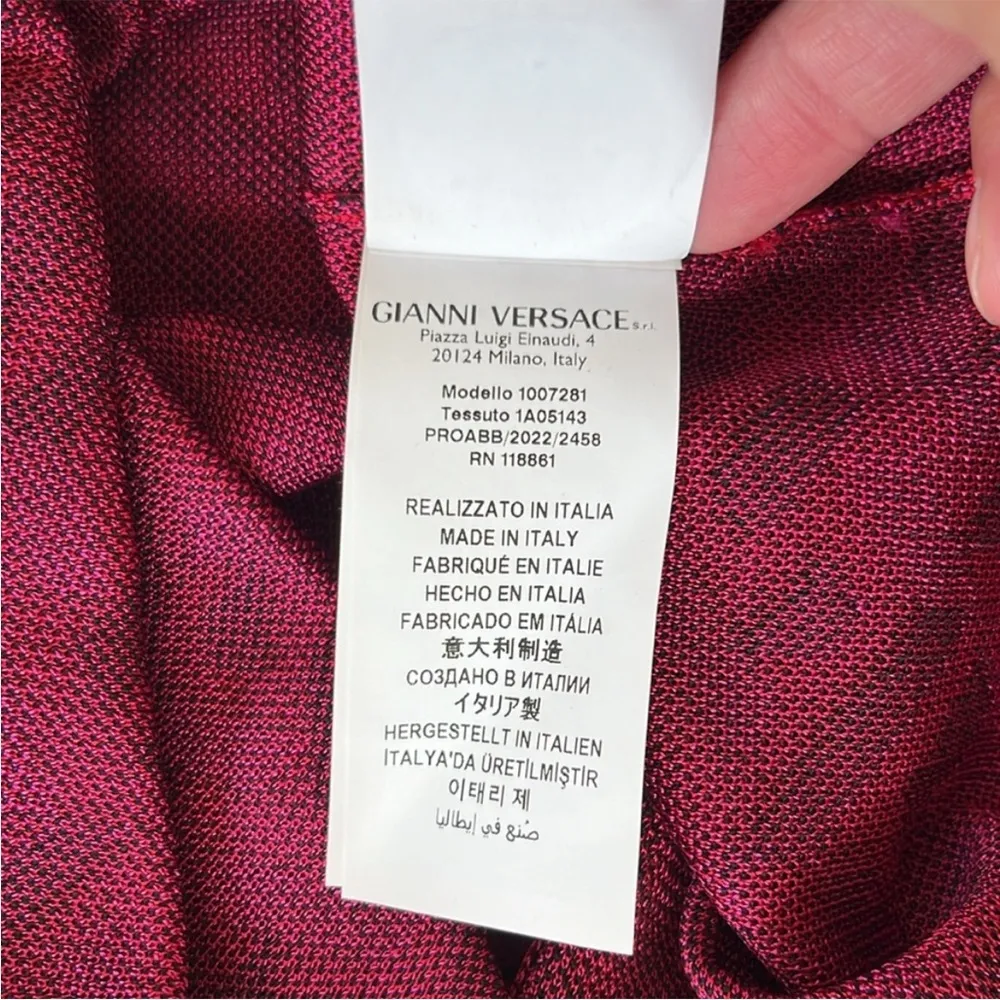 GIANNI VERSACE s.r.l.
Piazza Luigi Einaudi, 4
20124 Milano, Italy
Modello 1007281
Tessuto 1A05143
PROABB/2022/2458
RN 118861
REALIZZATO IN ITALIA
MADE IN ITALY
FABRIQUÉ EN ITALIE
HECHO EN ITALIA
FABRICADO EM ITÁLIA
意大利制造
СОЗДАНО В ИТАЛИИ
イタリア製
HERGESTELLT IN ITALIEN
İTALYA'DA ÜRETİLMİŞTİR
이태리 제
صُنع في إيطاليا